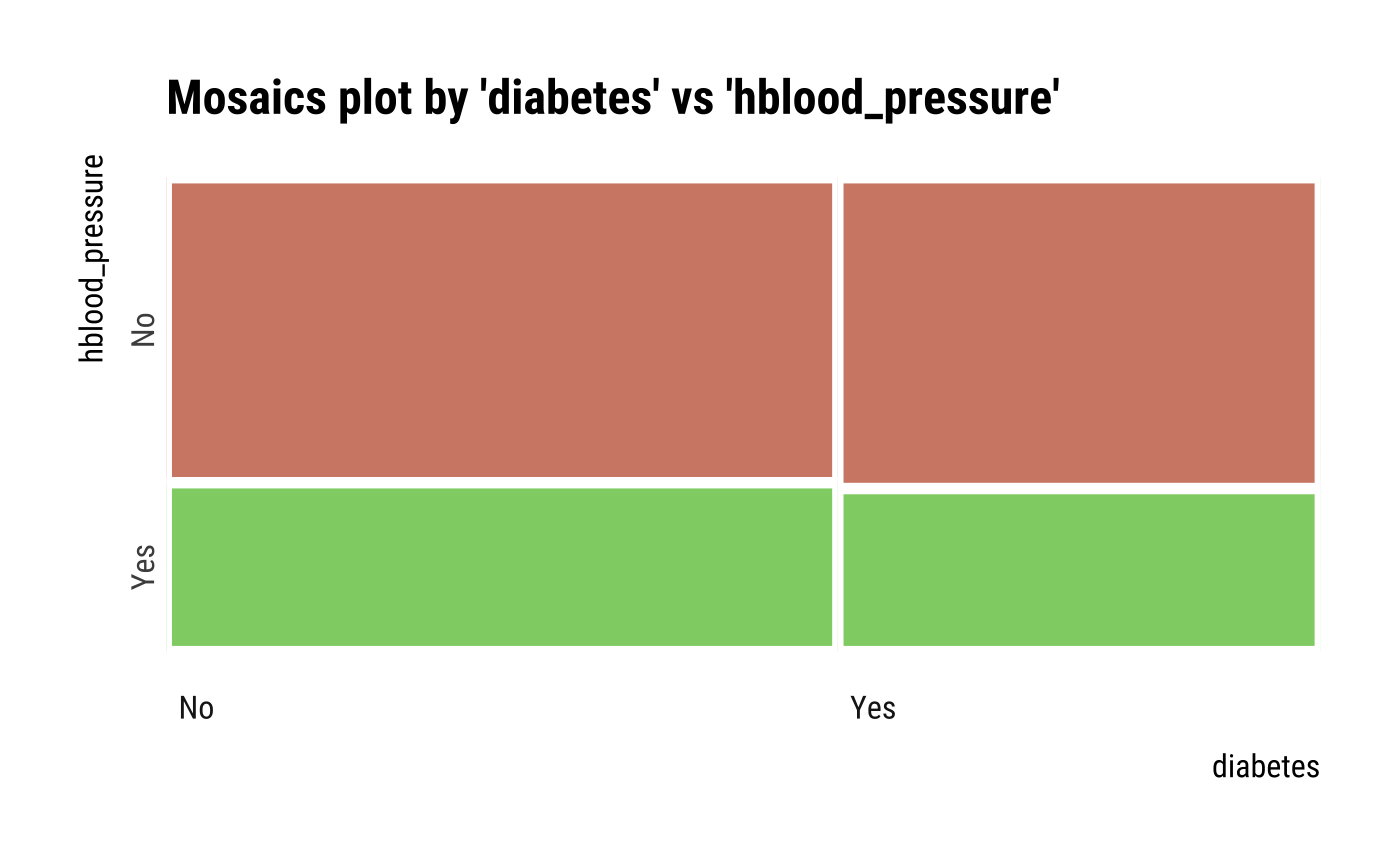 Mosaics plot by 'diabetes' vs 'hblood_pressure'
hblood_pressure
No
Yes
No
Yes
diabetes